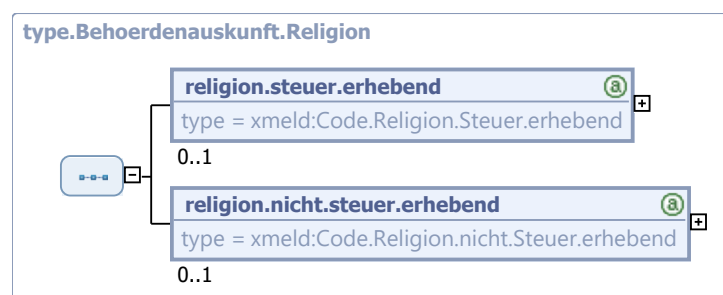 type.Behoerdenauskunft.Religion
religion.steuer.erhebend
type = xmeld:Code.Religion.Steuer.erhebend
0..1
religion.nicht.steuer.erhebend
type = xmeld:Code.Religion.nicht.Steuer.erhebend
0..1